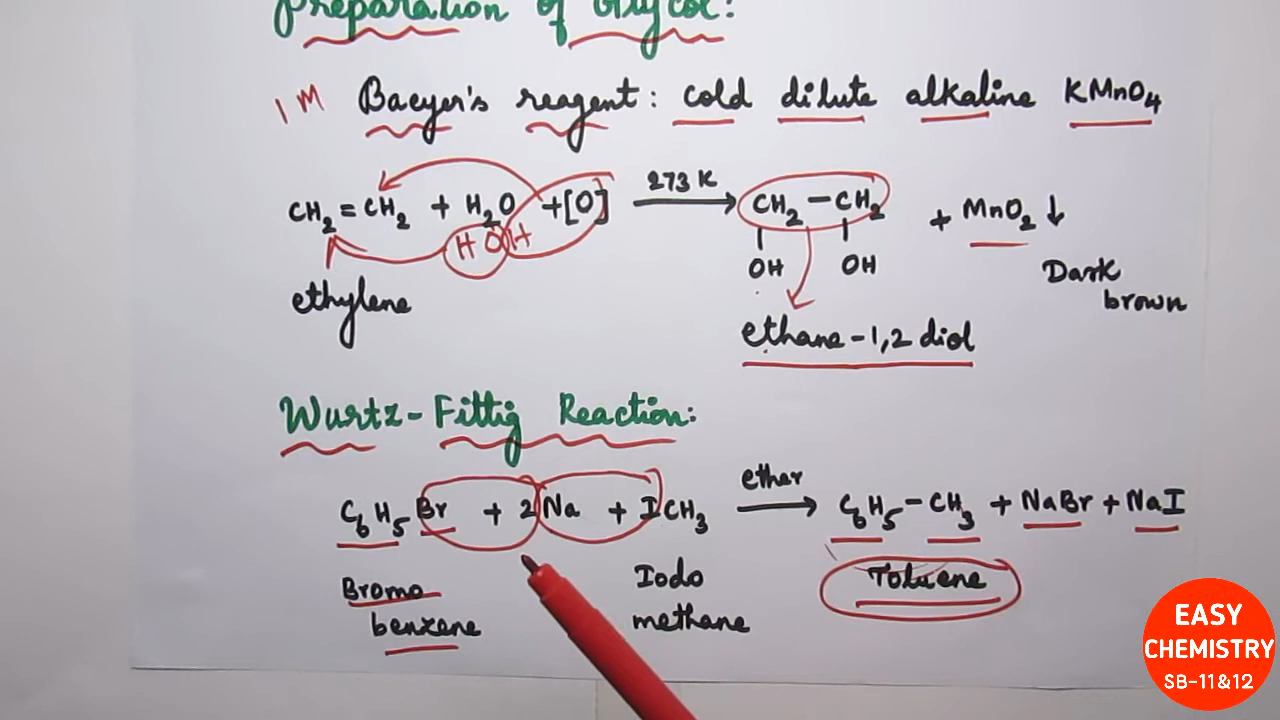 Preparation of Glycol:
1 M Baeyer's reagent: cold dilute alkaline KMnO4
CH2 = CH2 + H2O + [O] 273 K → CH2 – CH2 + MnO2 ↓
H OH
OH OH
Dark brown
ethylene
ethane-1,2 diol
Wurtz-Fittig Reaction:
C6H5Br + 2Na + ICH3 ether → C6H5 – CH3 + NaBr + NaI
Bromo benzene
Iodo methane
Toluene
EASY
CHEMISTRY
SB-11&12